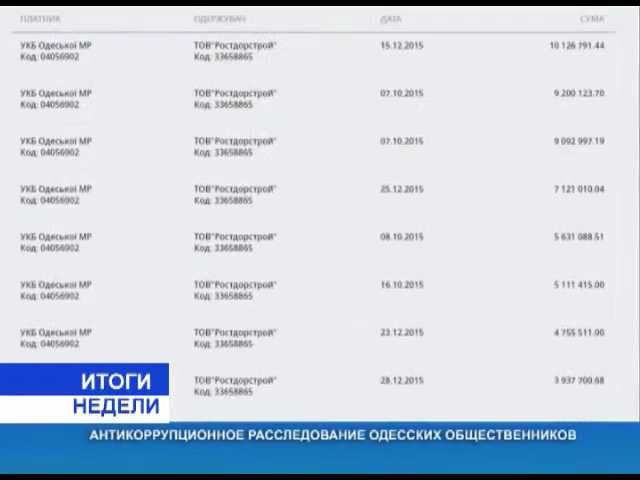 ПЛАТНИК ОДЕРЖУВАЧ ДАТА СУМА
УКБ Одеської МР ТОВ"Ростдорстрой" 15.12.2015 10 126 791.44
Код: 04056902 Код: 33658865
УКБ Одеської МР ТОВ"Ростдорстрой" 07.10.2015 9 200 123.70
Код: 04056902 Код: 33658865
УКБ Одеської МР ТОВ"Ростдорстрой" 07.10.2015 9 092 997.19
Код: 04056902 Код: 33658865
УКБ Одеської МР ТОВ"Ростдорстрой" 25.12.2015 7 121 010.04
Код: 04056902 Код: 33658865
УКБ Одеської МР ТОВ"Ростдорстрой" 08.10.2015 5 631 088.51
Код: 04056902 Код: 33658865
УКБ Одеської МР ТОВ"Ростдорстрой" 16.10.2015 5 111 415.00
Код: 04056902 Код: 33658865
УКБ Одеської МР ТОВ"Ростдорстрой" 23.12.2015 4 755 511.00
Код: 04056902 Код: 33658865
ТОВ"Ростдорстрой" 28.12.2015 3 937 700.68
Код: 33658865
ИТОГИ
НЕДЕЛИ
АНТИКОРРУПЦИОННОЕ РАССЛЕДОВАНИЕ ОДЕССКИХ ОБЩЕСТВЕННИКОВ